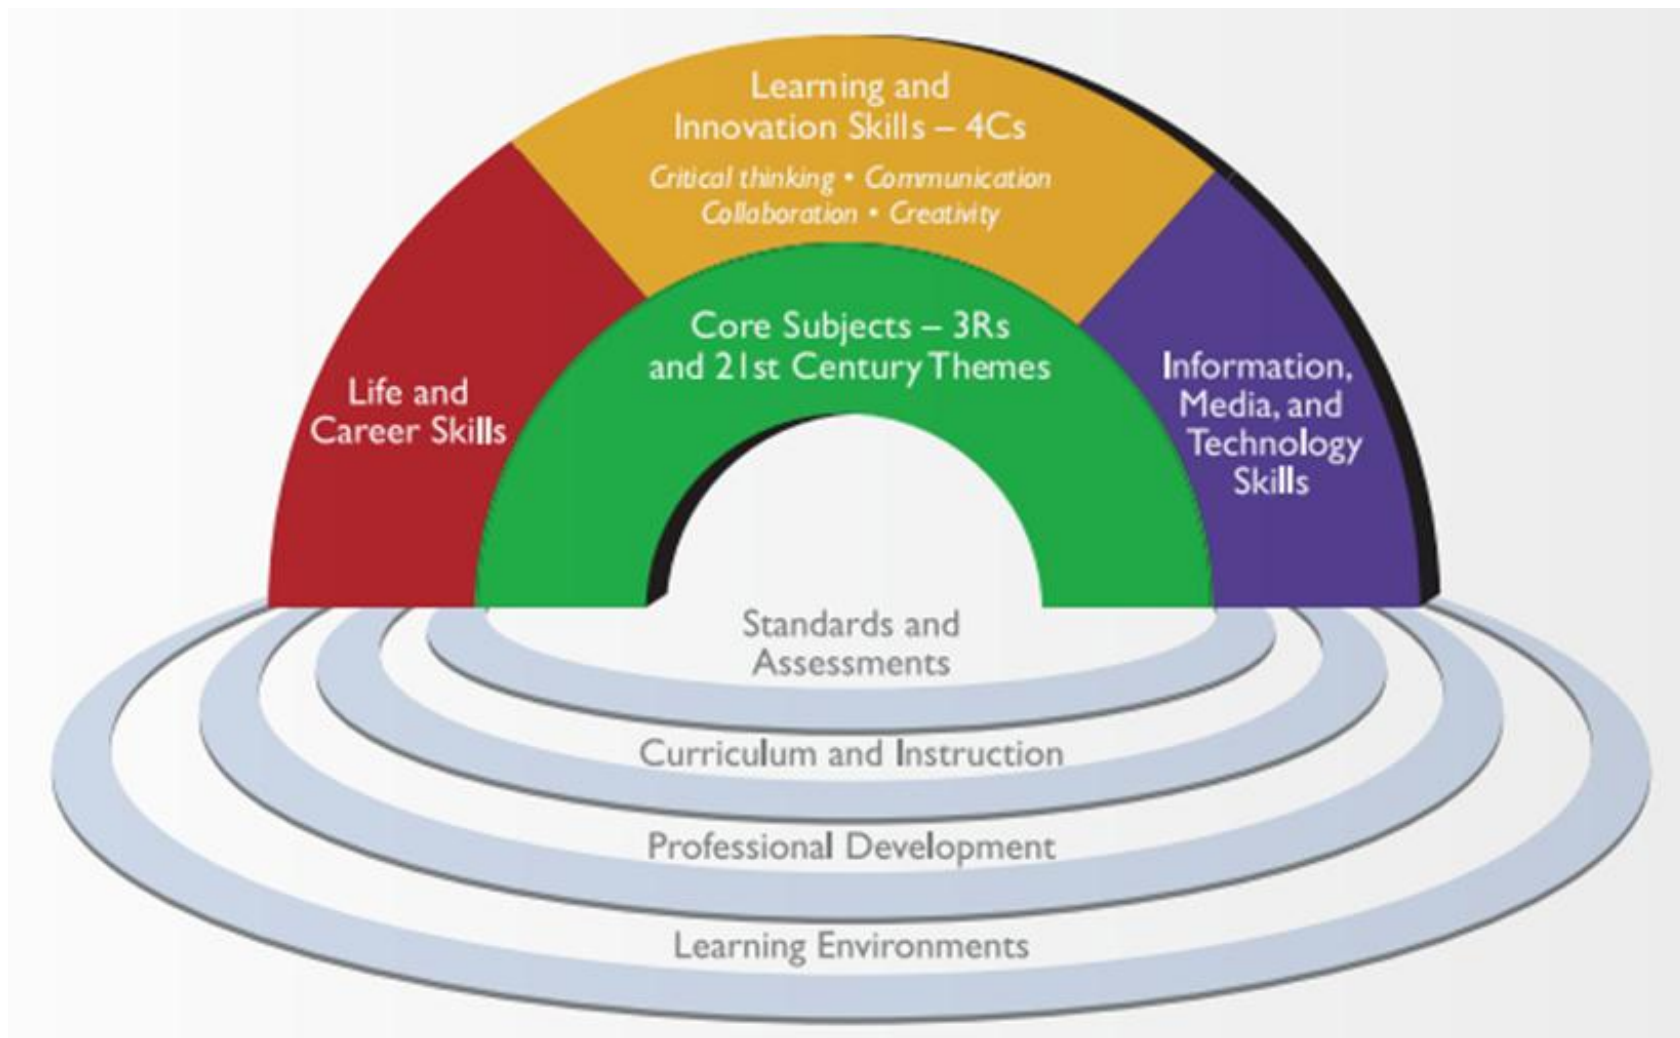 Learning and
Innovation Skills – 4Cs
Critical thinking • Communication
Collaboration • Creativity
Core Subjects – 3Rs
and 21st Century Themes
Life and
Career Skills
Information,
Media, and
Technology
Skills
Standards and
Assessments
Curriculum and Instruction
Professional Development
Learning Environments